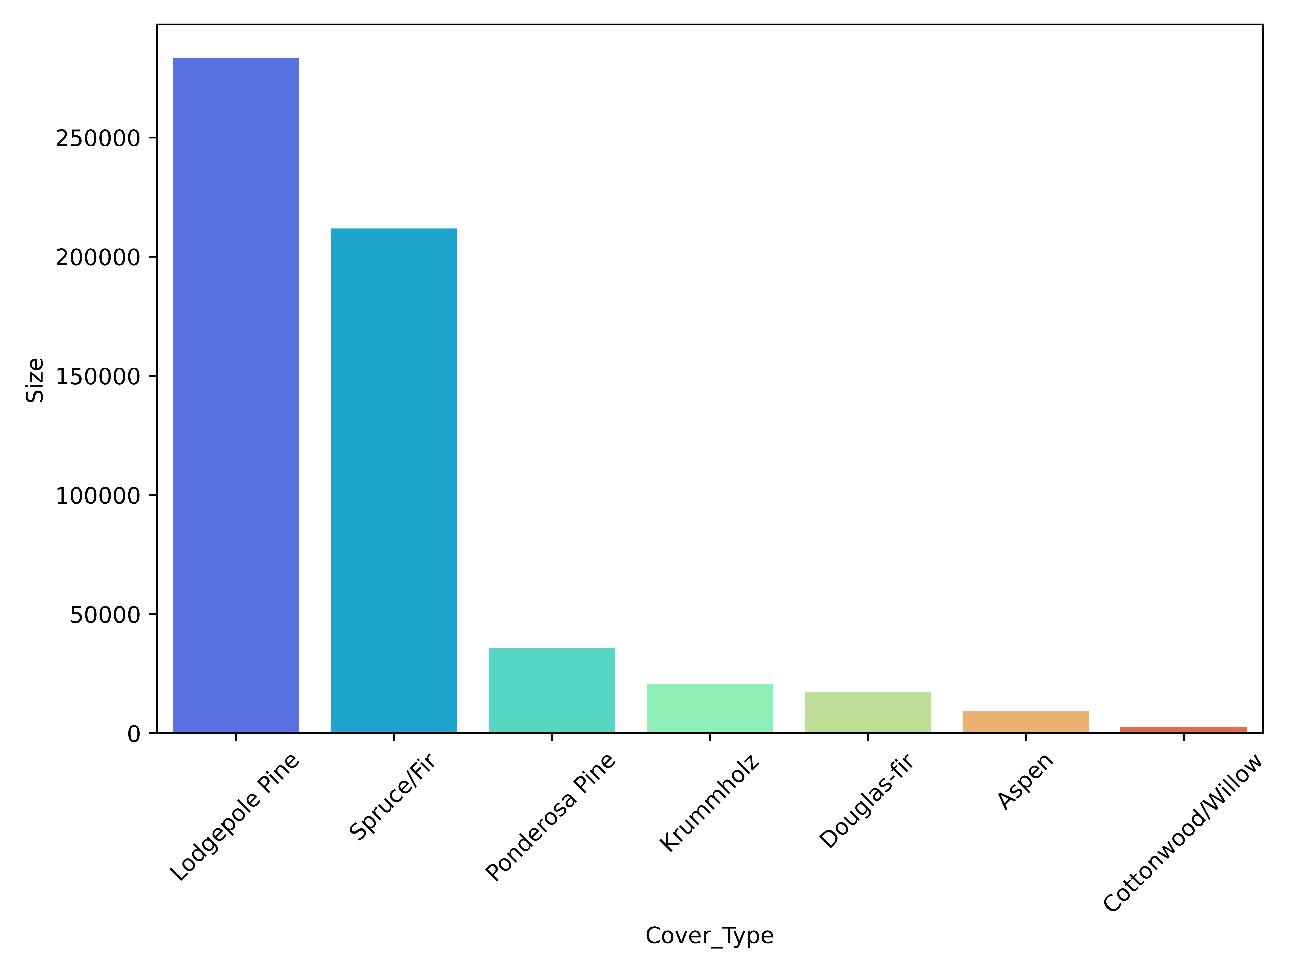 Size
250000
200000
150000
100000
50000
0
Lodgepole Pine
Spruce/Fir
Ponderosa Pine
Krummholz
Douglas-fir
Aspen
Cottonwood/Willow
Cover_Type